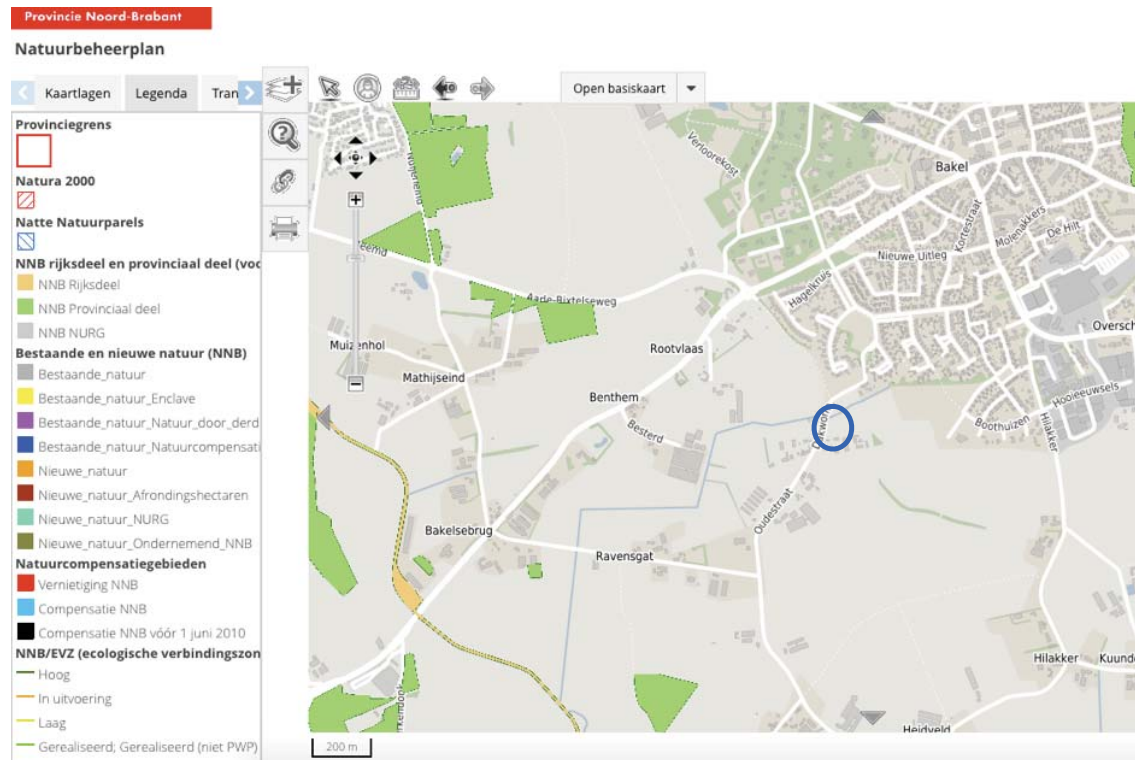 Provincie Noord-Brabant
Natuurbeheerplan
Kaartlagen Legenda Tran
Open basiskaart
Provinciegrens
Natura 2000
Natte Natuurparels
NNB rijksdeel en provinciaal deel (voo
NNB Rijksdeel
NNB Provinciaal deel
NNB NURG
Bestaande en nieuwe natuur (NNB)
Bestaande_natuur
Bestaande_natuur_Enclave
Bestaande_natuur_Natuur_door_derd
Bestaande_natuur_Natuurcompensati
Nieuwe_natuur
Nieuwe_natuur_Afrondingshectaren
Nieuwe_natuur_NURG
Nieuwe_natuur_Ondernemend_NNB
Natuurcompensatiegebieden
Vernietiging NNB
Compensatie NNB
Compensatie NNB vóór 1 juni 2010
NNB/EVZ (ecologische verbindingszon
Hoog
In uitvoering
Laag
Gerealiseerd; Gerealiseerd (niet PWP)
Verloorekost
Bakel
Kortestraat
Molenakkers
De Hilt
Nieuwe Uitleg
Hagelkruis
Aarle-Rixtelseweg
Oversch
Muizenhol
Rootvlaas
Mathijseind
Benthem
Hooieeuwsels
Besterd
Boothuizen
Hilakker
Oudestraat
Bakelsebrug
Ravensgat
Hilakker
Kuund
Heidveld
200 m